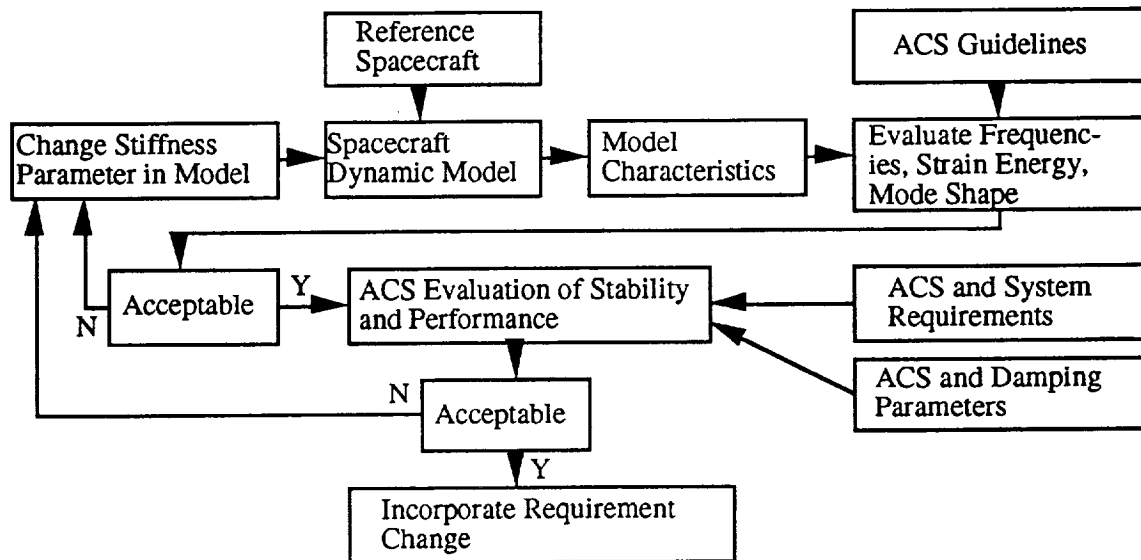 Reference
Spacecraft
ACS Guidelines
Change Stiffness
Parameter in Model
Spacecraft
Dynamic Model
Model
Characteristics
Evaluate Frequenc-
ies, Strain Energy,
Mode Shape
N
Acceptable
Y
ACS Evaluation of Stability
and Performance
ACS and System
Requirements
N
Acceptable
ACS and Damping
Parameters
Y
Incorporate Requirement
Change